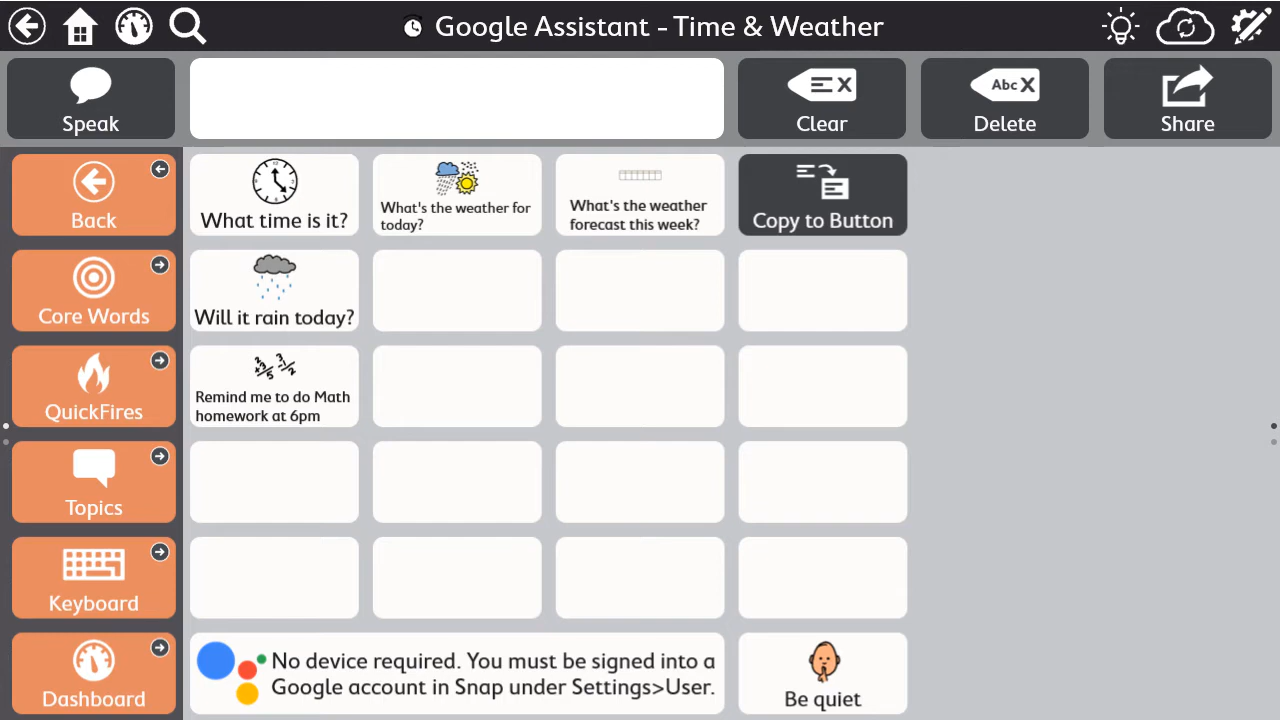 Google Assistant - Time & Weather
Speak
Clear
Abc X
Delete
Share
Back
What time is it?
What's the weather for
today?
What's the weather
forecast this week?
Copy to Button
Core Words
Will it rain today?
QuickFires
Remind me to do Math
homework at 6pm
Topics
Keyboard
Dashboard
No device required. You must be signed into a
Google account in Snap under Settings>User.
Be quiet